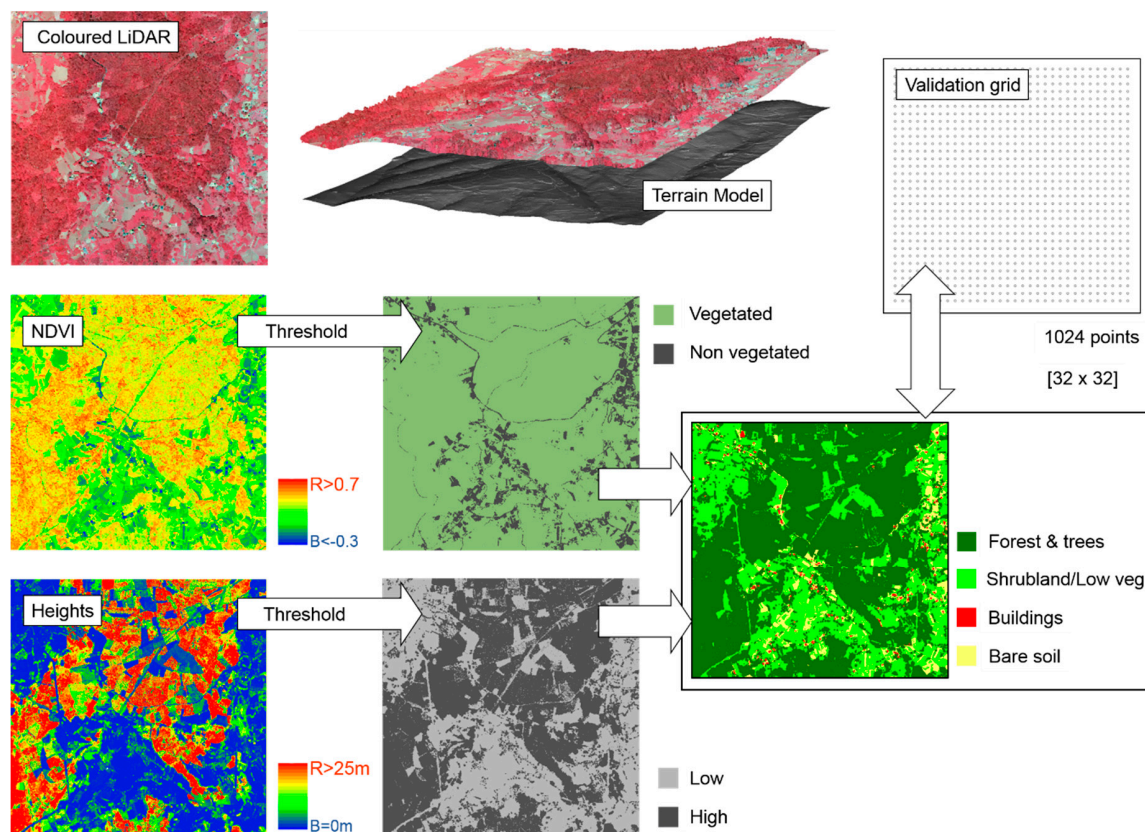 Coloured LiDAR
Terrain Model
Validation grid
1024 points
[32 x 32]
NDVI
Threshold
Vegetated
Non vegetated
R>0.7
B<-0.3
Heights
Threshold
R>25m
B=0m
Low
High
Forest & trees
Shrubland/Low veg
Buildings
Bare soil